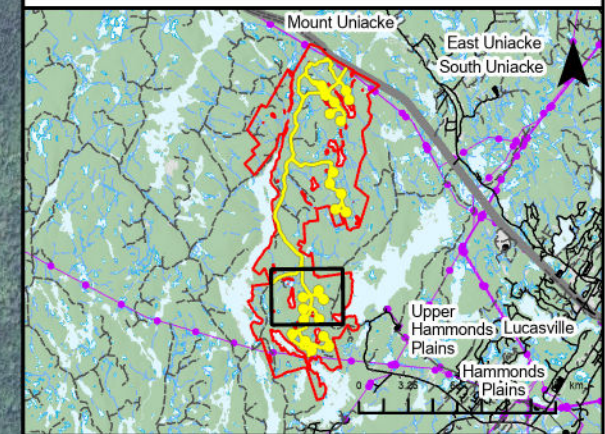 Mount Uniacke
East Uniacke
South Uniacke
Upper
Hammonds Lucasville
Plains
Hammonds
Plains
0 3.25 km